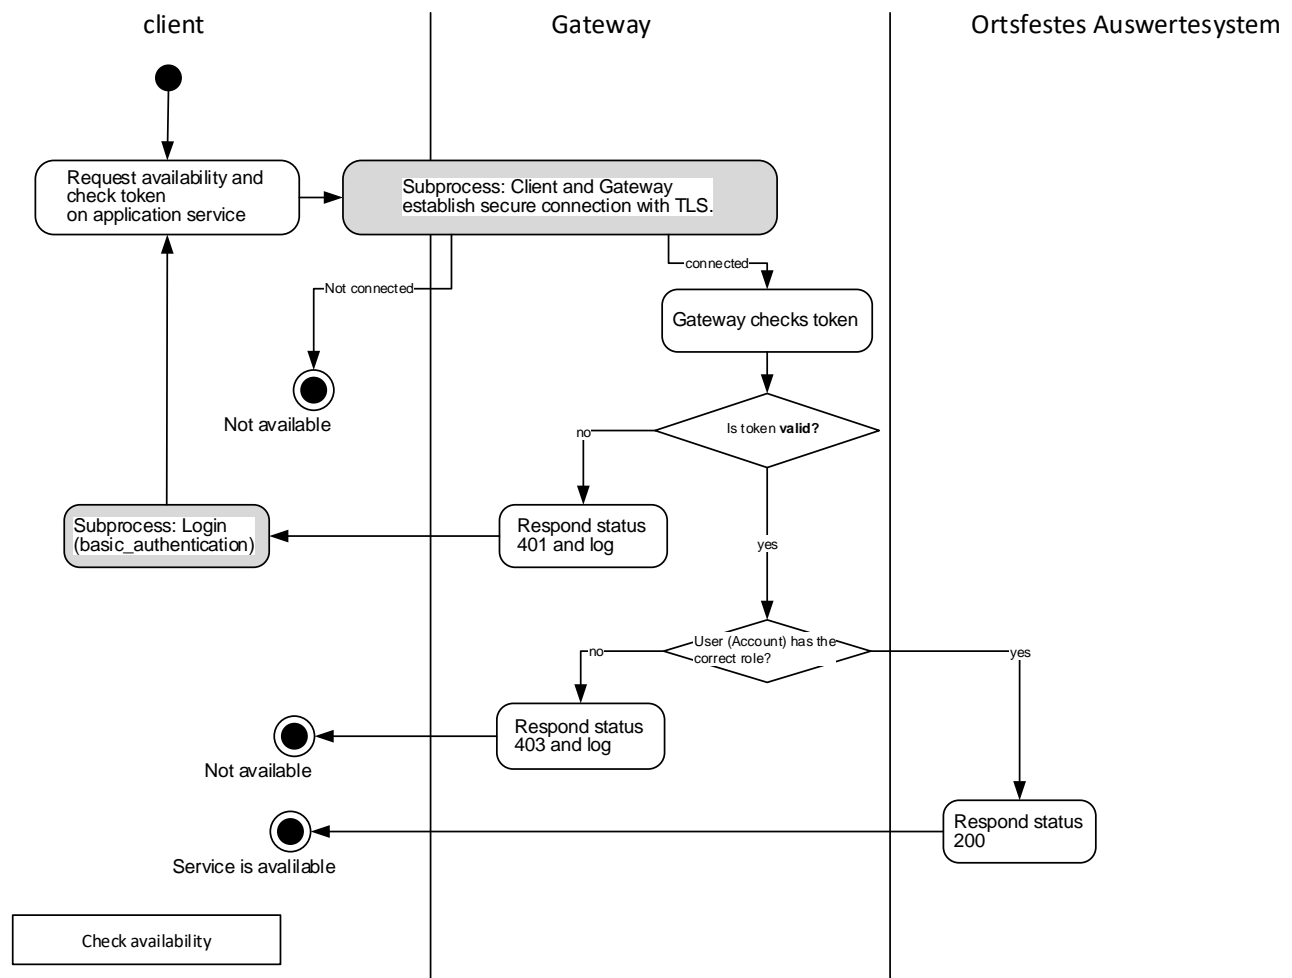 client
Gateway
Ortsfestes Auswertesystem
Request availability and
check token
on application service
Subprocess: Client and Gateway
establish secure connection with TLS.
connected
Not connected
Gateway checks token
Not available
Is token valid?
no
Subprocess: Login
(basic_authentication)
Respond status
401 and log
yes
User (Account) has the
correct role?
no
yes
Respond status
403 and log
Not available
Respond status
200
Service is avalilable
Check availability